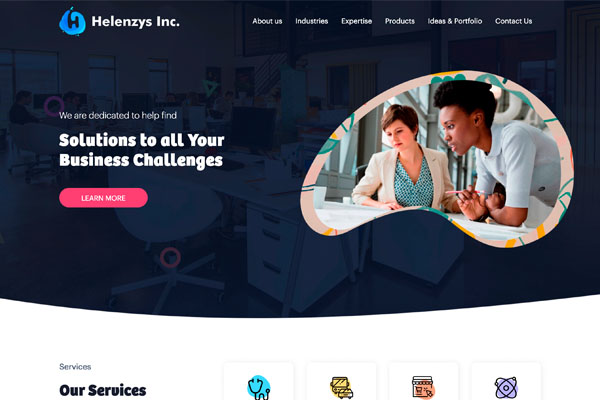 Helenzys Inc.
About us Industries Expertise Products Ideas & Portfolio Contact Us
We are dedicated to help find
Solutions to all Your
Business Challenges
LEARN MORE
Services
Our Services